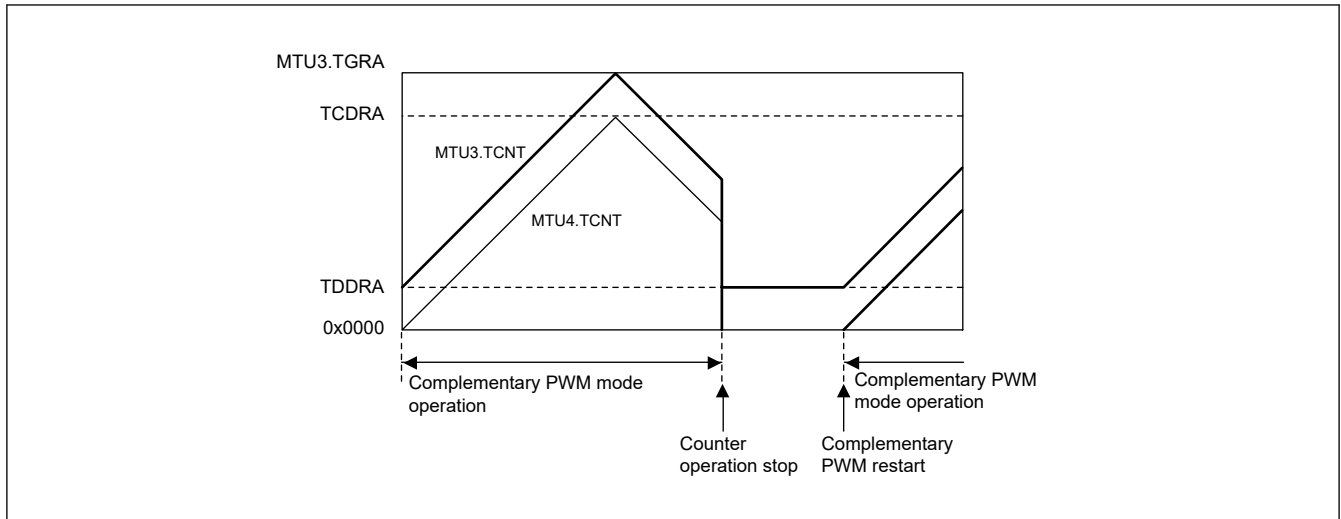 MTU3.TGRA
TCDRA
MTU3.TCNT
MTU4.TCNT
TDDRA
0x0000
Complementary PWM mode
operation
Complementary PWM
mode operation
Counter
operation stop
Complementary
PWM restart